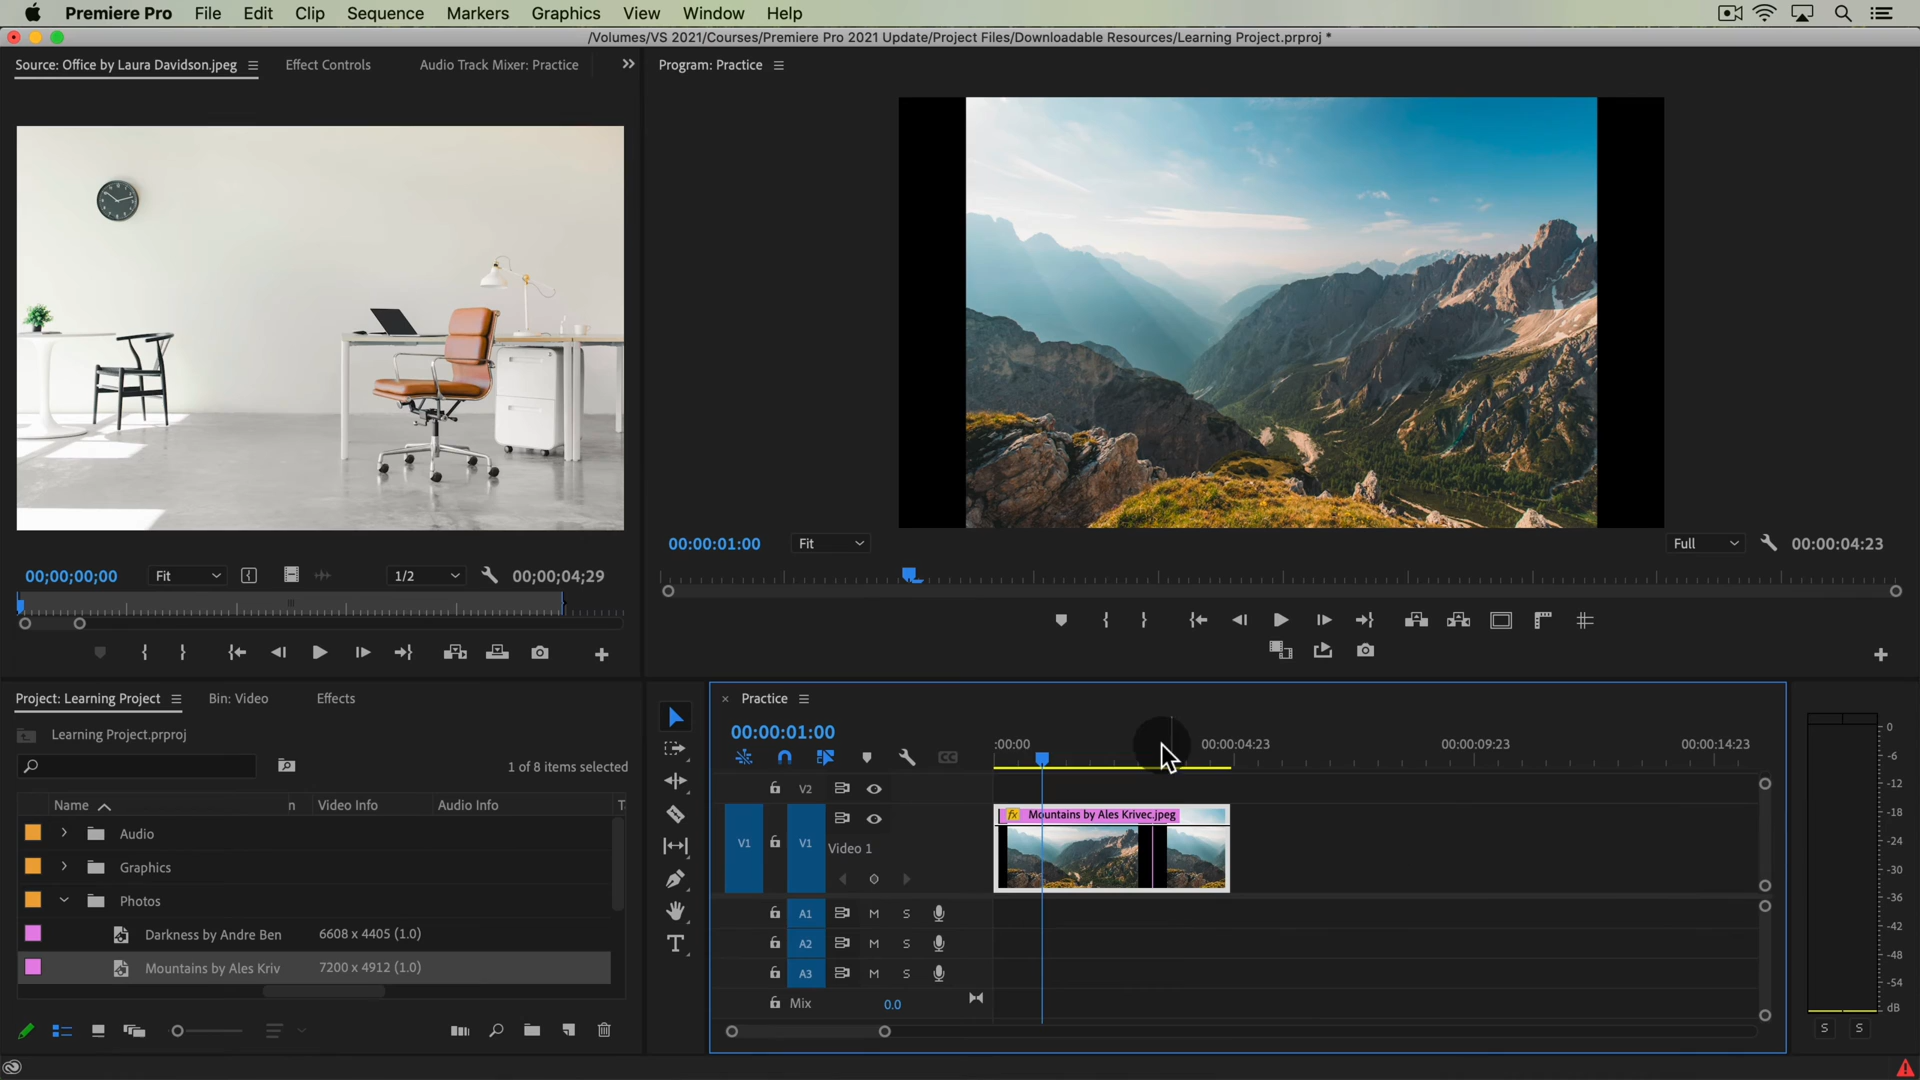 Premiere Pro File Edit Clip Sequence Markers Graphics View Window Help
/Volumes/VS 2021/Courses/Premiere Pro 2021 Update/Project Files/Downloadable Resources/Learning Project.prproj *
Source: Office by Laura Davidson.jpeg Effect Controls Audio Track Mixer: Practice
Program: Practice
00:00:01:00 Fit Full 00:00:04:23
00;00;00;00 Fit 1/2 00;00;04;29
Project: Learning Project Bin: Video Effects
Learning Project.prproj
1 of 8 items selected
Name n Video Info Audio Info T
Audio
Graphics
Photos
Darkness by Andre Ben 6608 x 4405 (1.0)
Mountains by Ales Kriv 7200 x 4912 (1.0)
× Practice
00:00:01:00
:00:00 00:00:04:23 00:00:09:23 00:00:14:23
V2
fx Mountains by Ales Krivec.jpeg
V1 V1 Video 1
A1 M S
A2 M S
A3 M S
Mix 0.0
0
-6
-12
-18
-24
-30
-36
-42
-48
-54
dB
S S